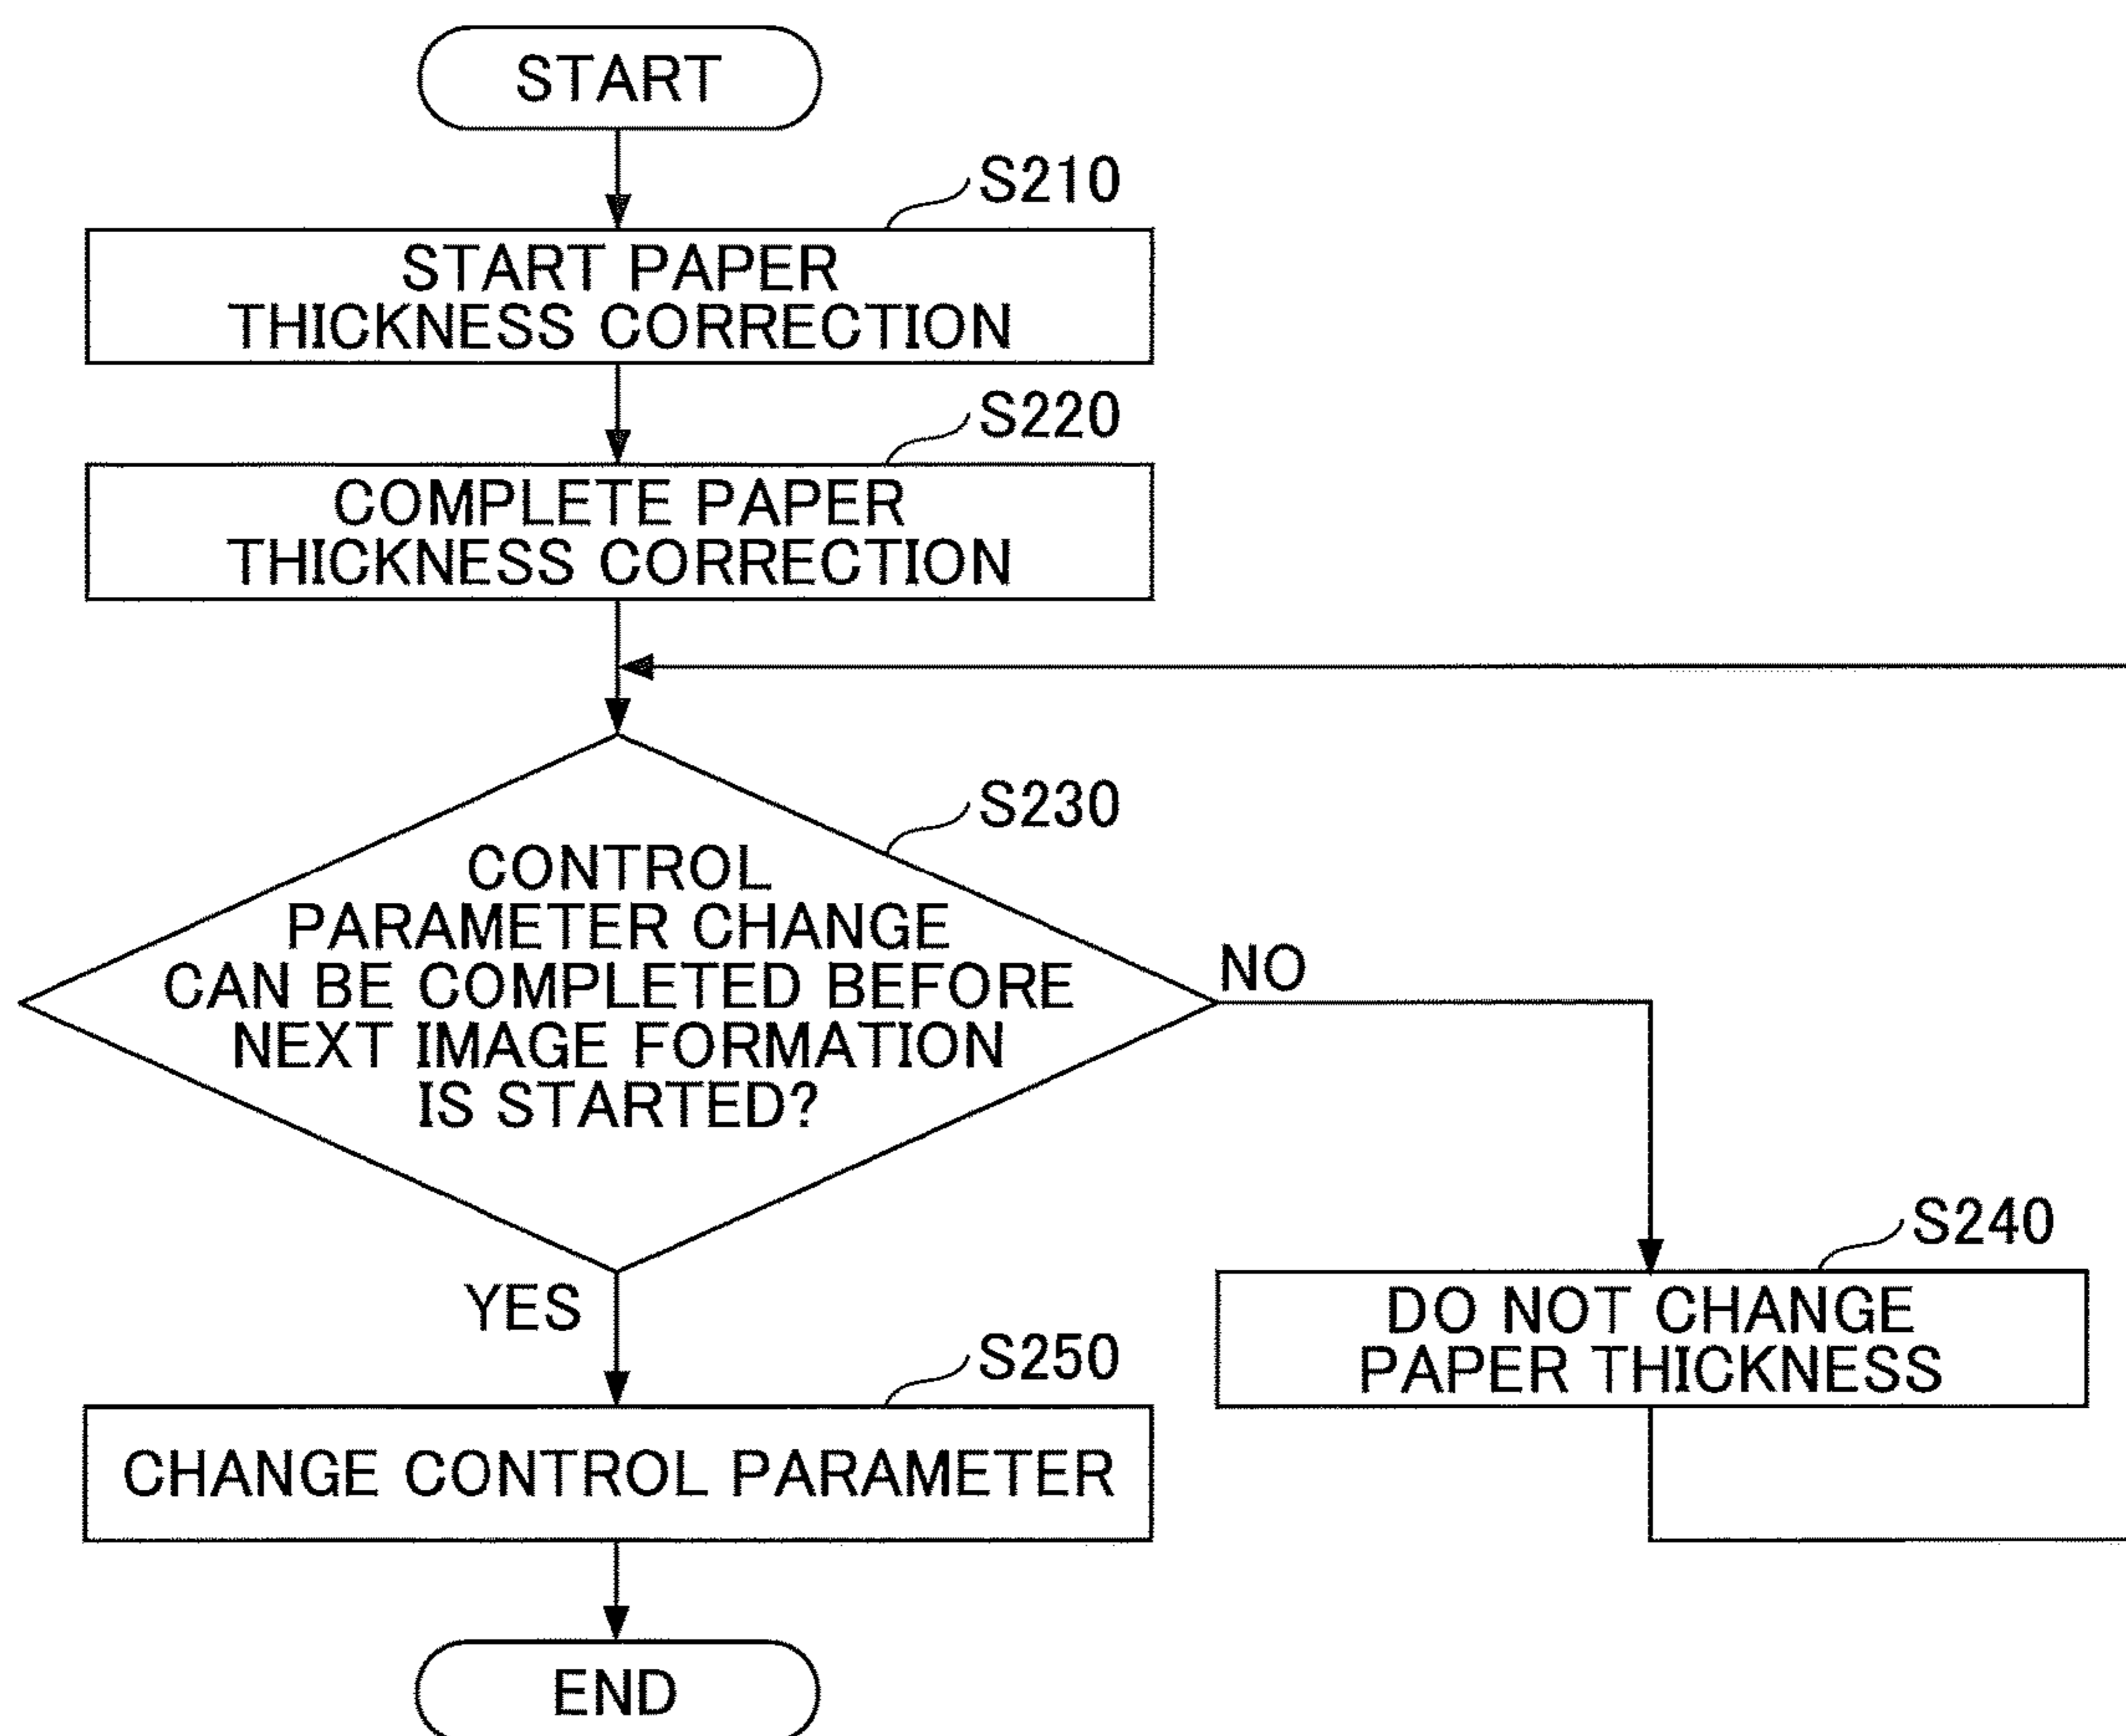 START
S210
START PAPER
THICKNESS CORRECTION
S220
COMPLETE PAPER
THICKNESS CORRECTION
S230
CONTROL
PARAMETER CHANGE
CAN BE COMPLETED BEFORE
NEXT IMAGE FORMATION
IS STARTED?
NO
S240
DO NOT CHANGE
PAPER THICKNESS
YES
S250
CHANGE CONTROL PARAMETER
END